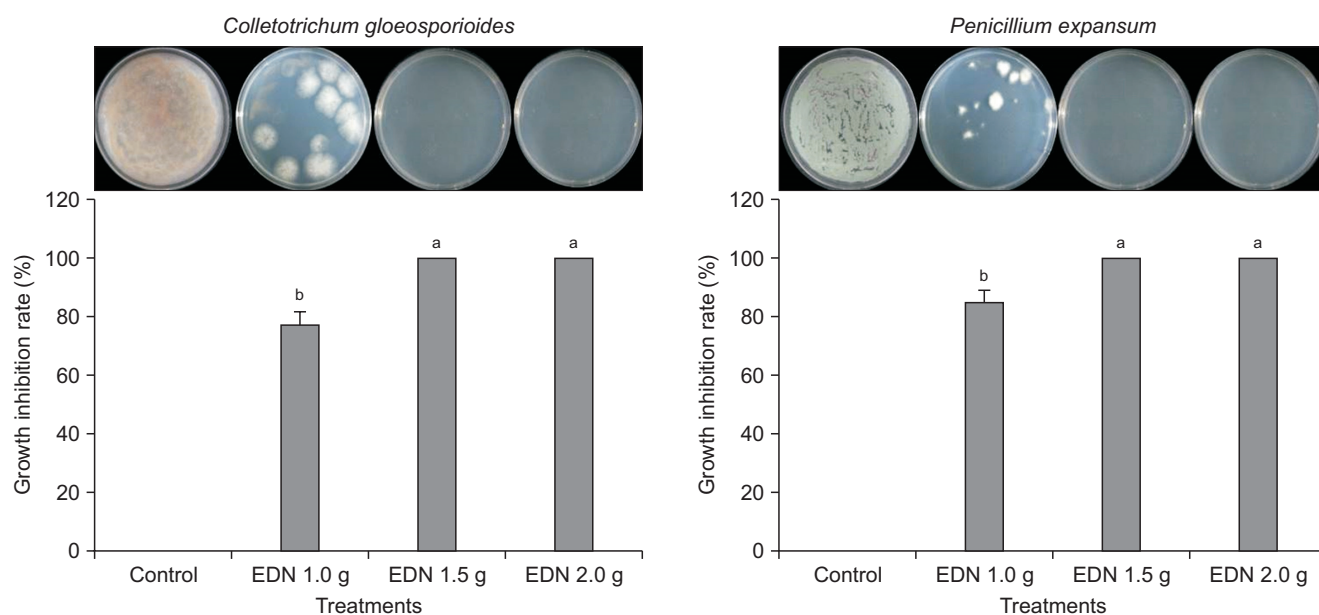 Colletotrichum gloeosporioides
120
100
80
60
40
20
0
Growth inhibition rate (%)
b
a
a
Control
EDN 1.0 g
EDN 1.5 g
EDN 2.0 g
Treatments
Penicillium expansum
120
100
80
60
40
20
0
Growth inhibition rate (%)
b
a
a
Control
EDN 1.0 g
EDN 1.5 g
EDN 2.0 g
Treatments